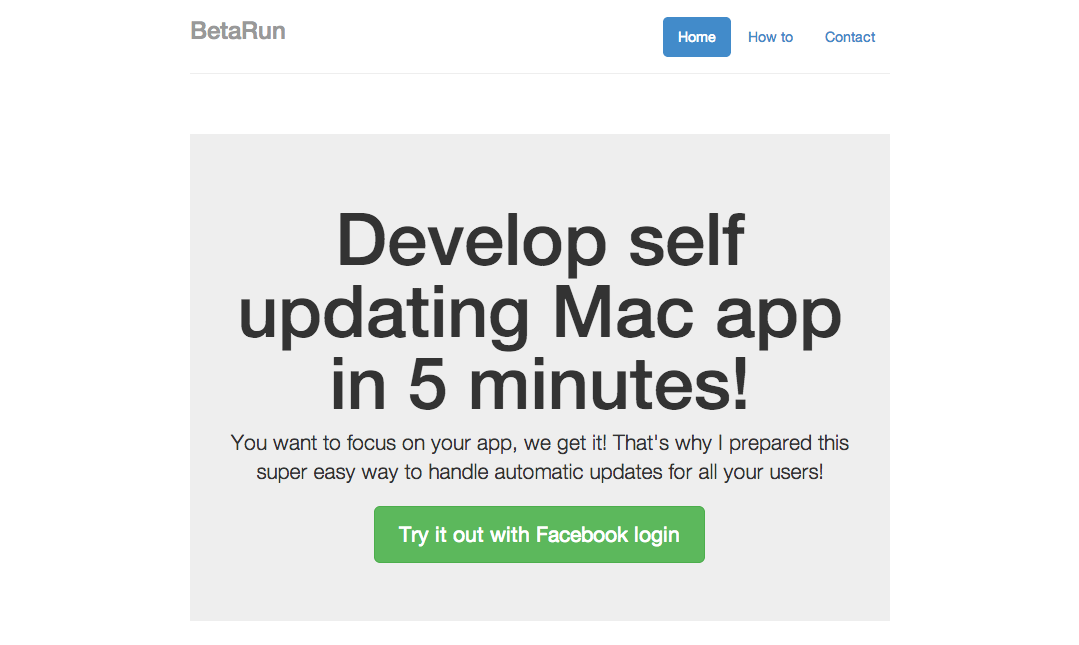 BetaRun
Home
How to
Contact
Develop self
updating Mac app
in 5 minutes!
You want to focus on your app, we get it! That's why I prepared this
super easy way to handle automatic updates for all your users!
Try it out with Facebook login